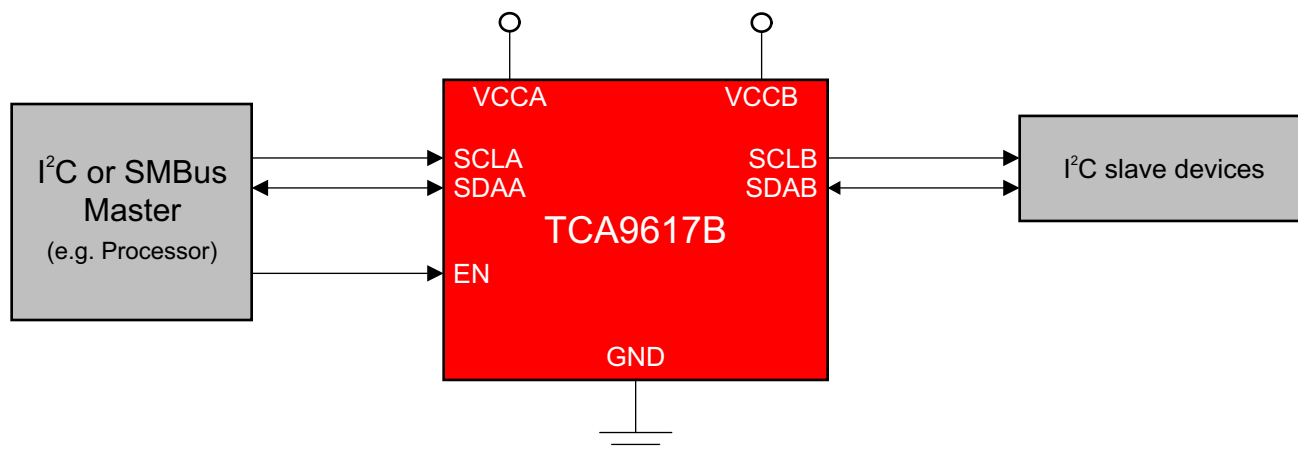 VCCA
VCCB
I²C or SMBus
Master
(e.g. Processor)
SCLA
SDAA
EN
SCLB
SDAB
TCA9617B
GND
I²C slave devices